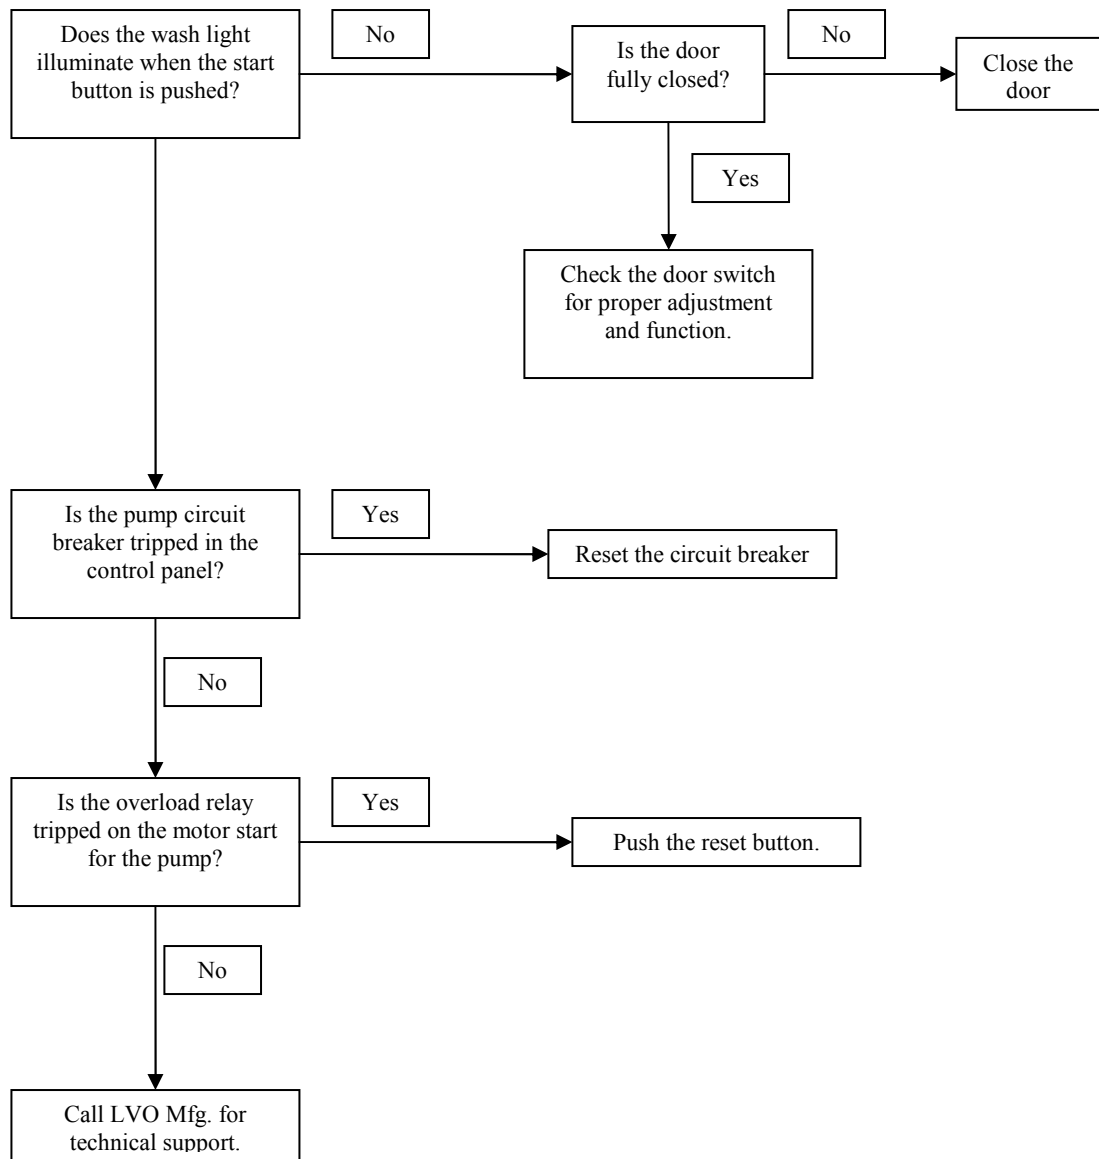 Does the wash light
illuminate when the start
button is pushed?
No
Is the door
fully closed?
No
Close the
door
Yes
Check the door switch
for proper adjustment
and function.
Is the pump circuit
breaker tripped in the
control panel?
Yes
Reset the circuit breaker
No
Is the overload relay
tripped on the motor start
for the pump?
Yes
Push the reset button.
No
Call LVO Mfg. for
technical support.